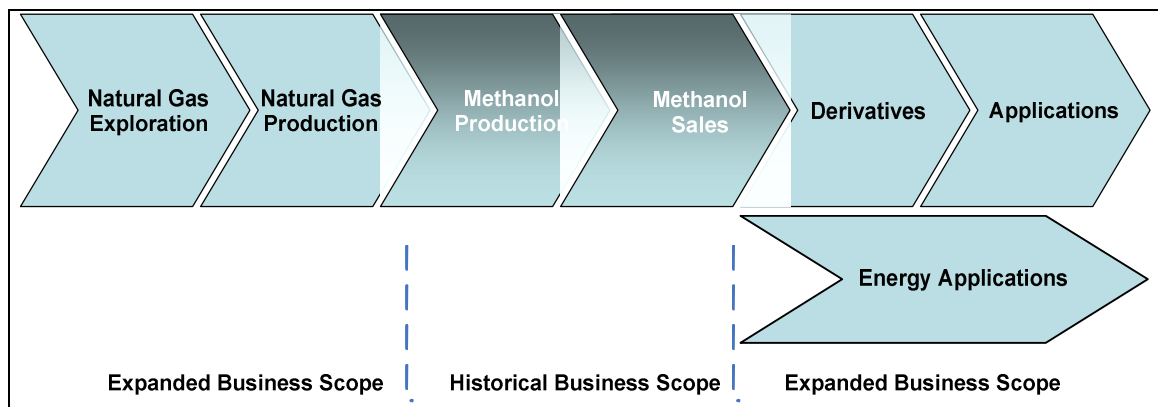 Natural Gas
Exploration
Natural Gas
Production
Methanol
Production
Methanol
Sales
Derivatives
Applications
Energy Applications
Expanded Business Scope
Historical Business Scope
Expanded Business Scope